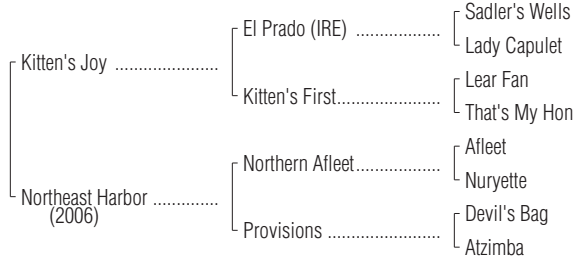 Sadler's Wells
El Prado (IRE) ..................
Lady Capulet
Kitten's Joy ......................
Lear Fan
Kitten's First......................
That's My Hon
Afleet
Northern Afleet..................
Nuryette
Northeast Harbor ..............
(2006)
Devil's Bag
Provisions ........................
Atzimba